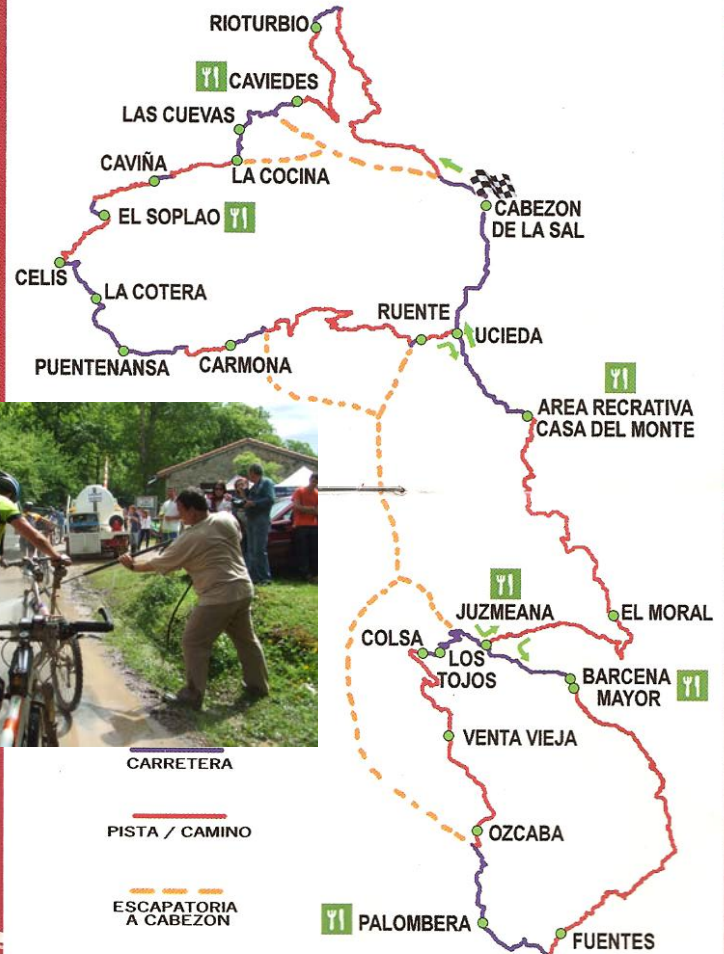 RIOTURBIO
CAVIEDES
LAS CUEVAS
CAVIÑA
LA COCINA
EL SOPLAO
CABEZON
DE LA SAL
CELIS
LA COTERA
RUENTE
UCIEDA
PUENTENANSA
CARMONA
AREA RECRATIVA
CASA DEL MONTE
JUZMEANA
EL MORAL
COLSA
LOS
TOJOS
BARCENA
MAYOR
VENTA VIEJA
CARRETERA
PISTA / CAMINO
OZCABA
ESCAPATORIA
A CABEZON
PALOMBERA
FUENTES